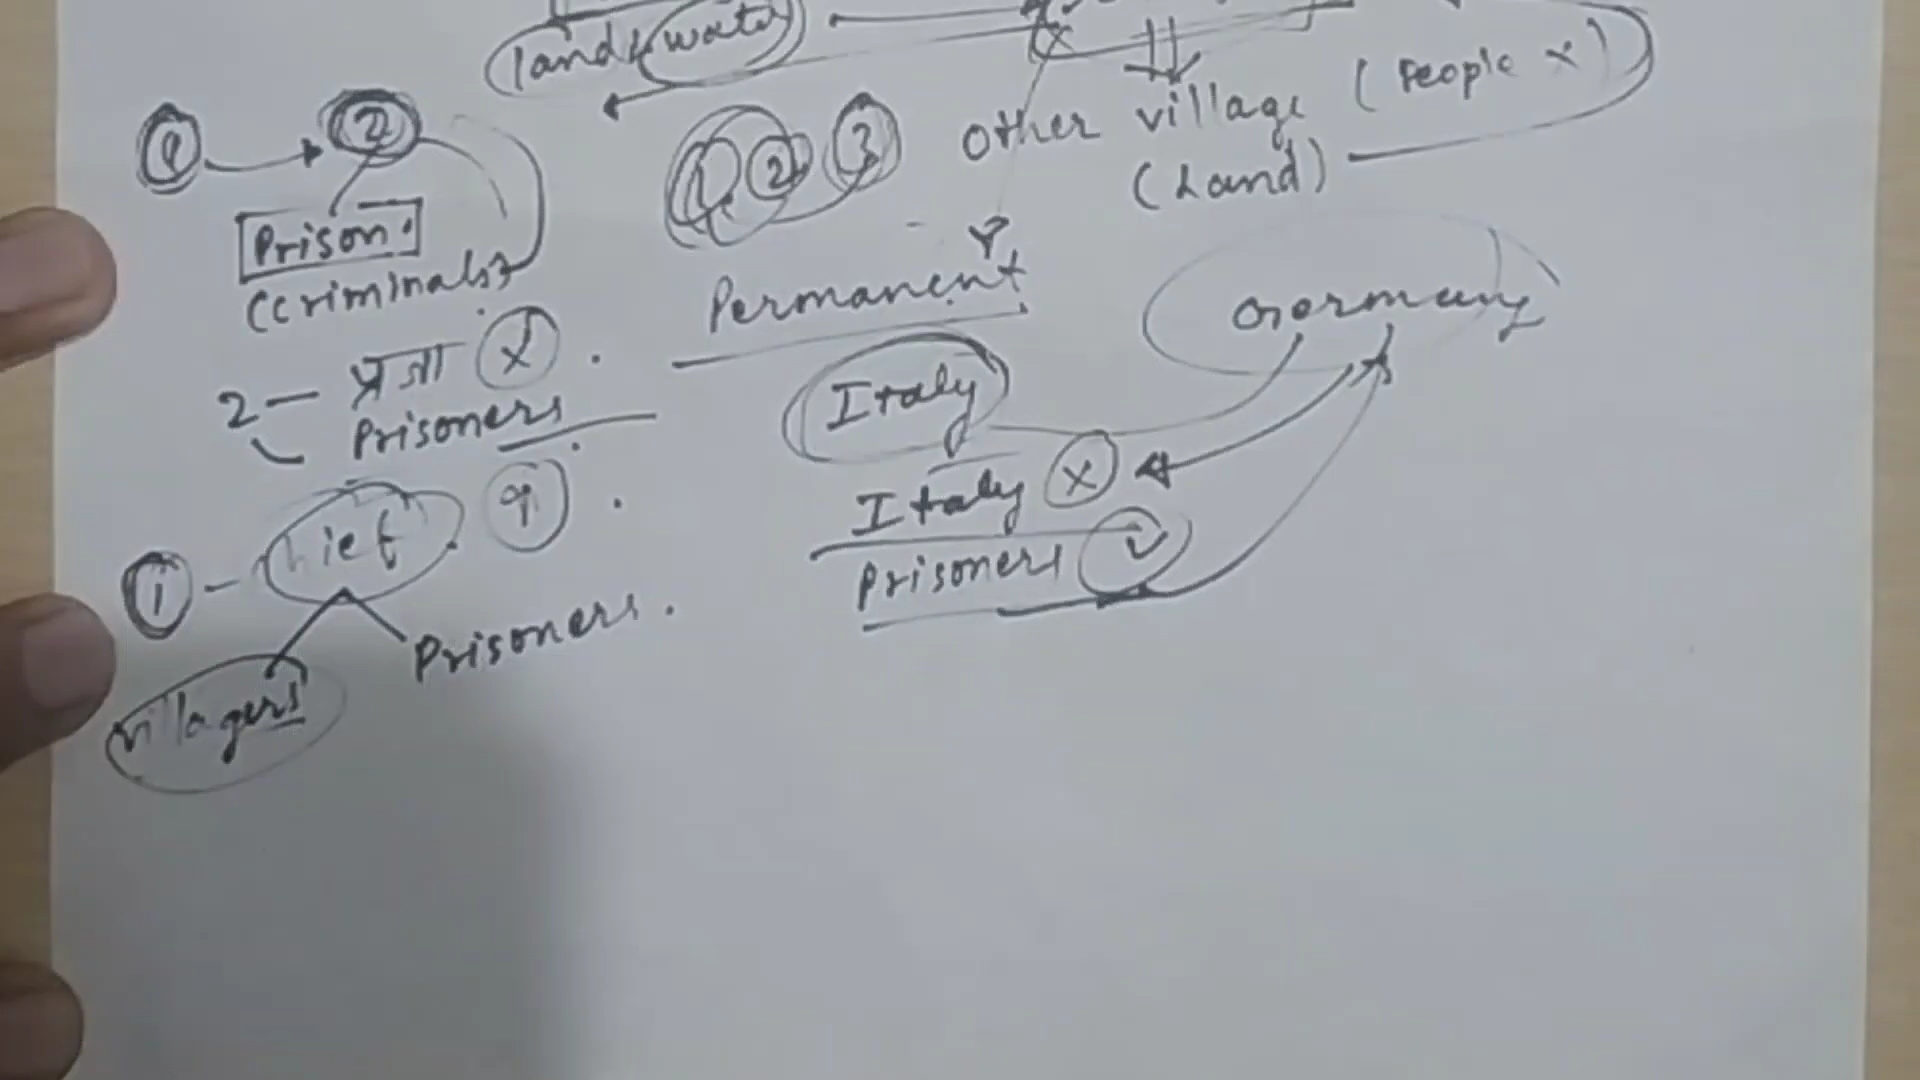 land & water
① → ②
Prison
(criminals)
① ② ③
other village (People x)
(Land)
Permanent
Germany
2 — प्रजा ⓧ
Prisoners
Italy
Italy ⓧ
Prisoners ✓
① - hief
villagers
Prisoners.